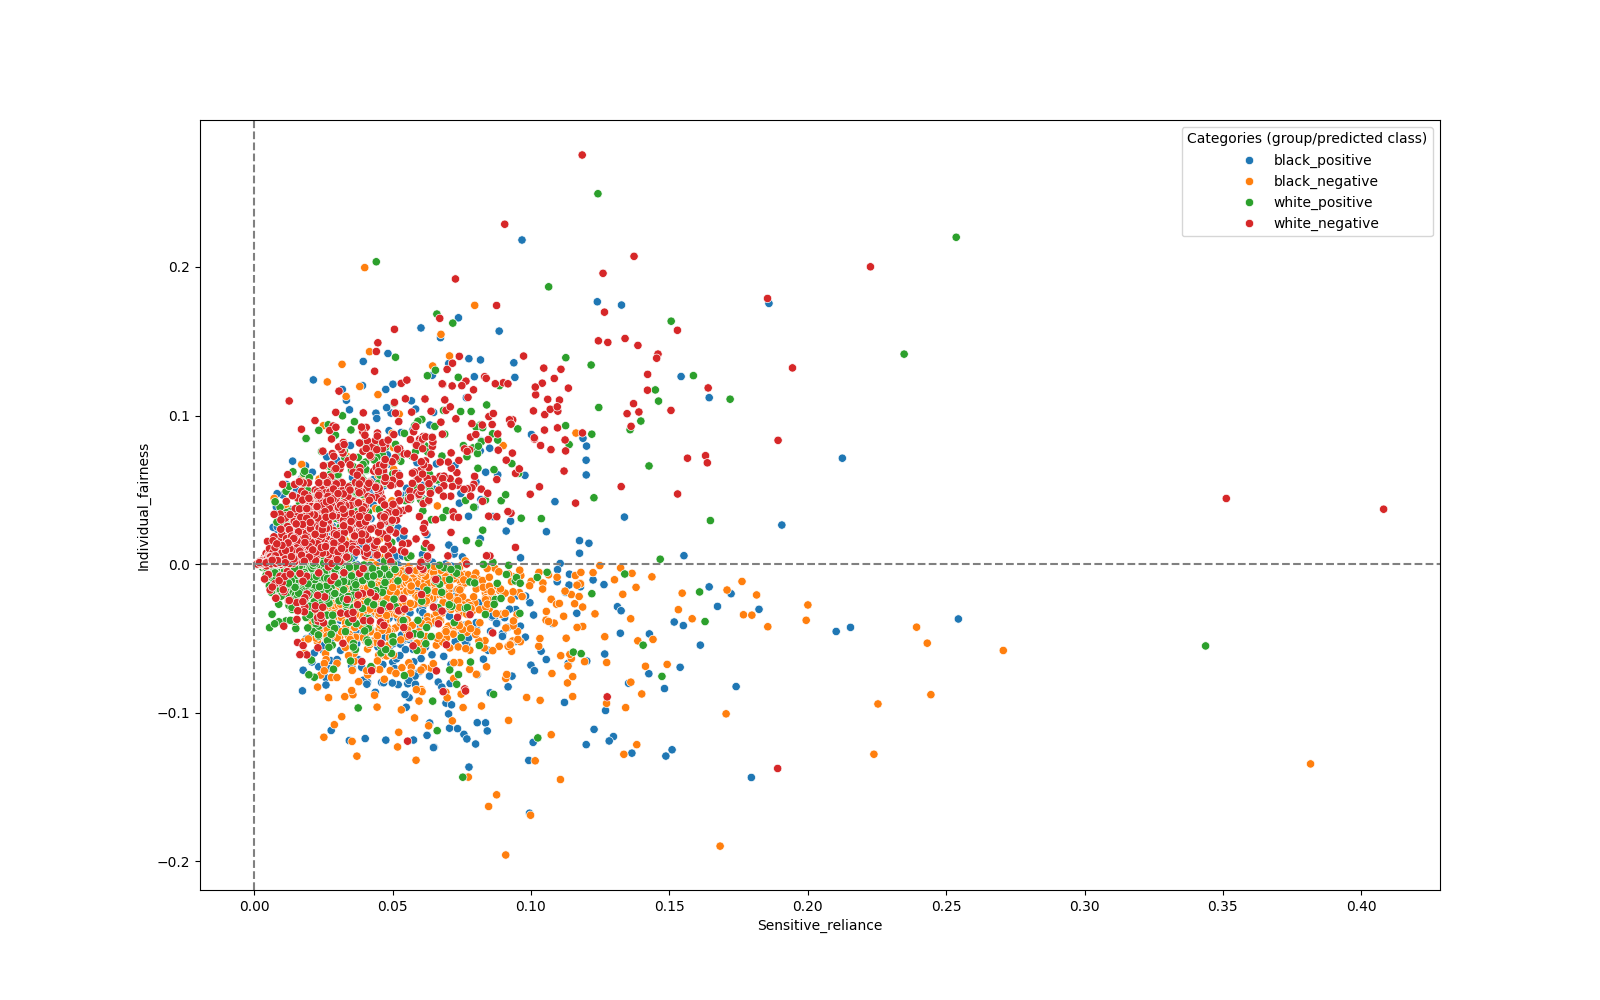 Categories (group/predicted class)
black_positive
black_negative
white_positive
white_negative
Individual_fairness
0.2
0.1
0.0
−0.1
−0.2
0.00 0.05 0.10 0.15 0.20 0.25 0.30 0.35 0.40
Sensitive_reliance